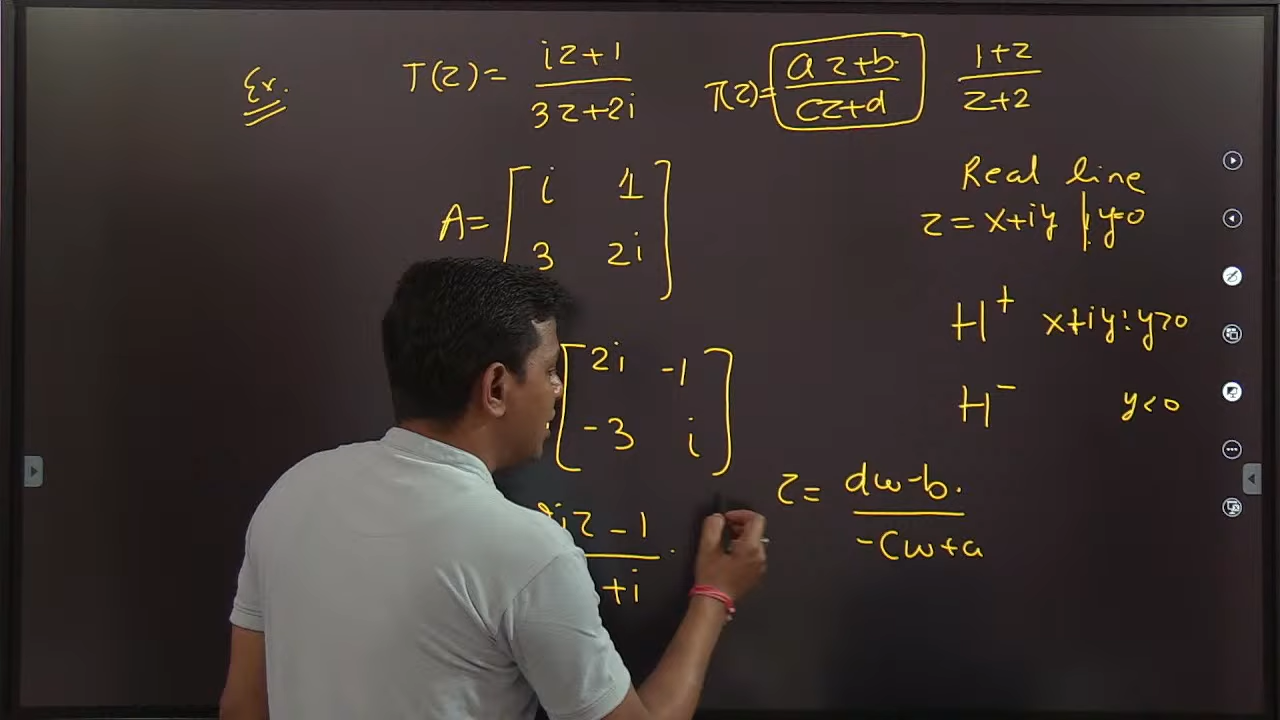 Ex.
T(z) = (iz+1)/(3z+2i)
T(z) = (az+b)/(cz+d)
(1+z)/(z+2)
A = [i 1
3 2i]
Real line
z = x+iy | y=0
H⁺ x+iy : y>0
H⁻ y<0
[2i -1
-3 i]
z = (dw-b.)/(-cw+a)
iz-1
+i